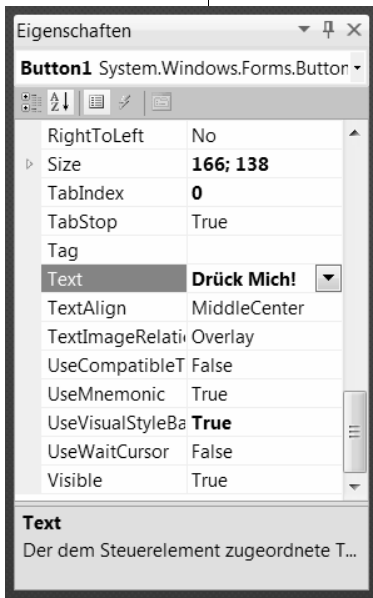 Eigenschaften
Button1 System.Windows.Forms.Button
RightToLeft No
Size 166; 138
TabIndex 0
TabStop True
Tag
Text Drück Mich!
TextAlign MiddleCenter
TextImageRelati Overlay
UseCompatibleT False
UseMnemonic True
UseVisualStyleBa True
UseWaitCursor False
Visible True
Text
Der dem Steuerelement zugeordnete T...